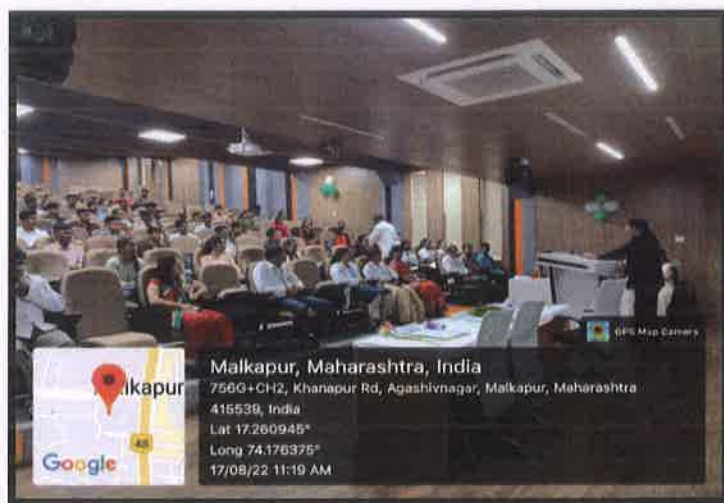 GPS Map Camera
Malkapur, Maharashtra, India
756G+CH2, Khanapur Rd, Agashivnagar, Malkapur, Maharashtra
415539, India
Lat 17.260945°
Long 74.176375°
17/08/22 11:19 AM
lkapur
48
Google